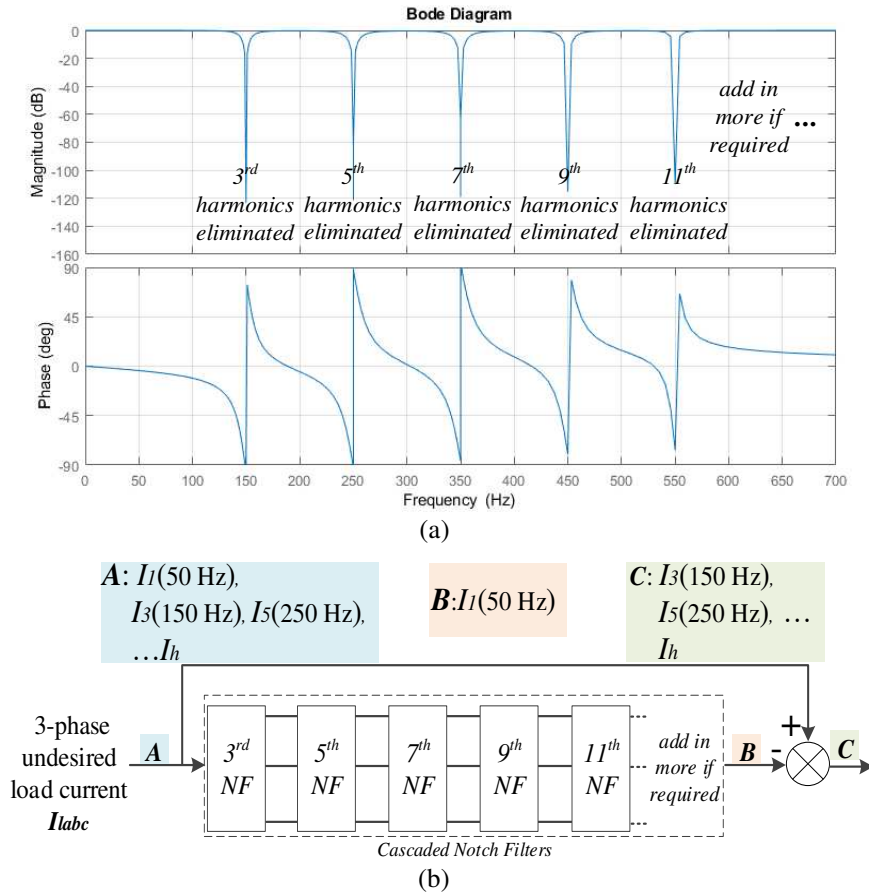 Bode Diagram
Magnitude (dB)
0
-20
-40
-60
-80
-100
-120
-140
-160
3rd
harmonics
eliminated
5th
harmonics
eliminated
7th
harmonics
eliminated
9th
harmonics
eliminated
11th
harmonics
eliminated
add in
more if ...
required
Phase (deg)
90
45
0
-45
-90
0 50 100 150 200 250 300 350 400 450 500 550 600 650 700
Frequency (Hz)
(a)
A: I1(50 Hz),
I3(150 Hz), I5(250 Hz),
...Ih
B:I1(50 Hz)
C: I3(150 Hz),
I5(250 Hz), ...
Ih
3-phase
undesired
load current
Ilabc
A
3rd
NF
5th
NF
7th
NF
9th
NF
11th
NF
add in
more if
required
B
-
+
C
Cascaded Notch Filters
(b)